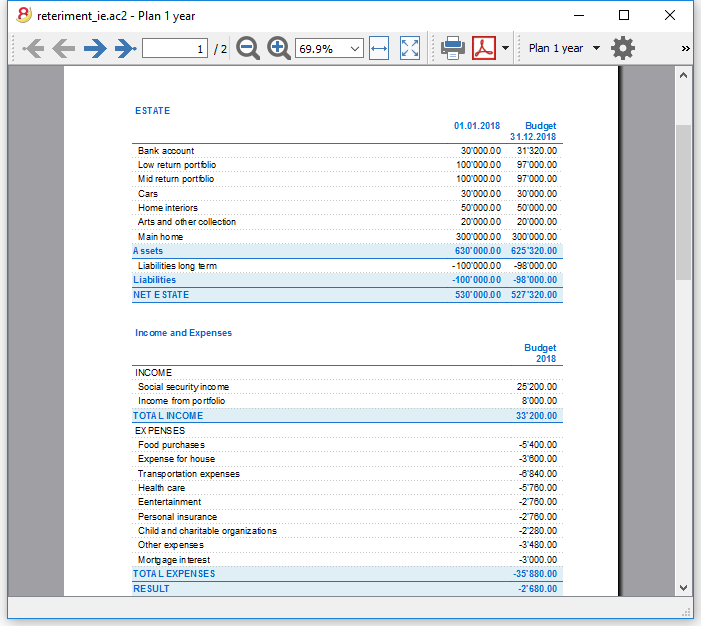 reteriment_ie.ac2 - Plan 1 year
1 / 2 69.9% Plan 1 year »
ESTATE
01.01.2018 Budget
31.12.2018
Bank account 30'000.00 31'320.00
Low return portfolio 100'000.00 97'000.00
Mid return portfolio 100'000.00 97'000.00
Cars 30'000.00 30'000.00
Home interiors 50'000.00 50'000.00
Arts and other collection 20'000.00 20'000.00
Main home 300'000.00 300'000.00
Assets 630'000.00 625'320.00
Liabilities long term -100'000.00 -98'000.00
Liabilities -100'000.00 -98'000.00
NET ESTATE 530'000.00 527'320.00
Income and Expenses
Budget
2018
INCOME
Social security income 25'200.00
Income from portfolio 8'000.00
TOTAL INCOME 33'200.00
EXPENSES
Food purchases -5'400.00
Expense for house -3'600.00
Transportation expenses -6'840.00
Health care -5'760.00
Eentertainment -2'760.00
Personal insurance -2'760.00
Child and charitable organizations -2'280.00
Other expenses -3'480.00
Mortgage interest -3'000.00
TOTAL EXPENSES -35'880.00
RESULT -2'680.00